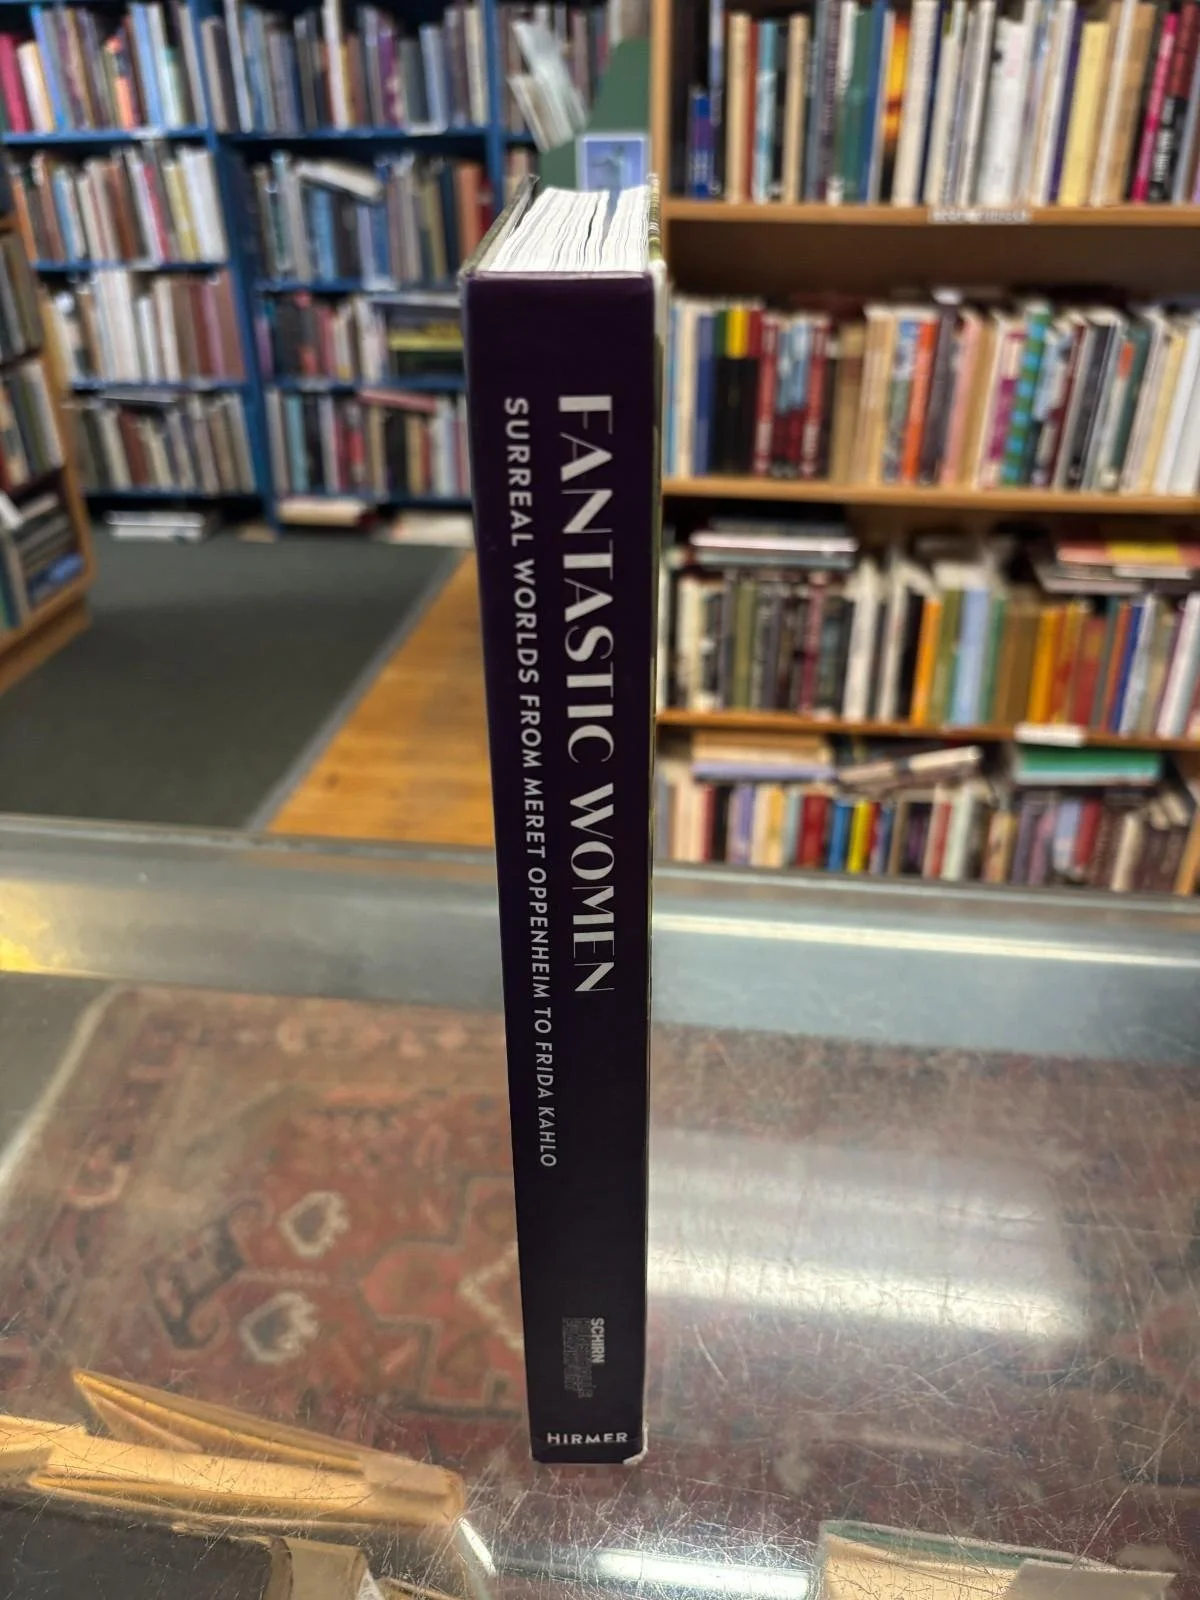 FANTASTIC WOMEN
SURREAL WORLDS FROM MERET OPPENHEIM TO FRIDA KAHLO
SCHIRN
HIRMER